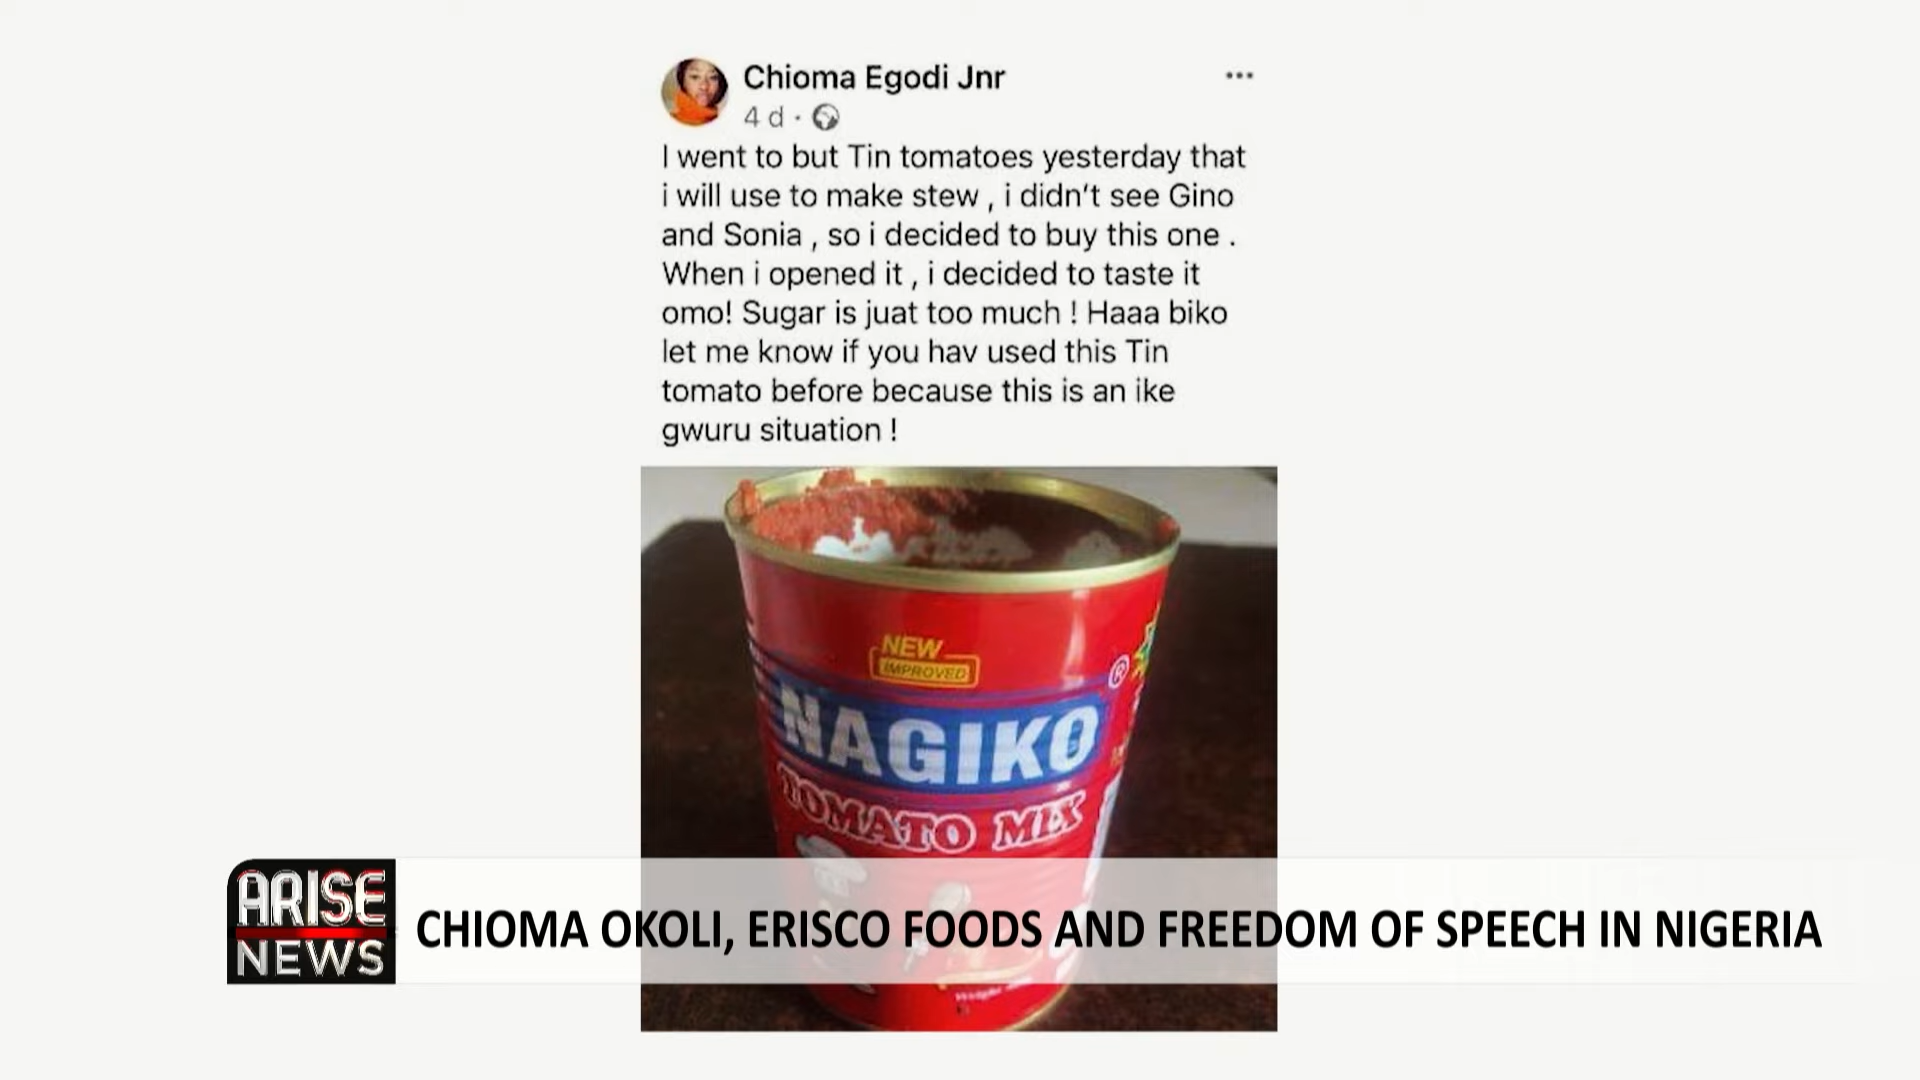 Chioma Egodi Jnr
4 d ·
I went to but Tin tomatoes yesterday that
i will use to make stew , i didn't see Gino
and Sonia , so i decided to buy this one .
When i opened it , i decided to taste it
omo! Sugar is juat too much ! Haaa biko
let me know if you hav used this Tin
tomato before because this is an ike
gwuru situation !
NEW
IMPROVED
NAGIKO
®
TOMATO MIX
ARISE
NEWS
CHIOMA OKOLI, ERISCO FOODS AND FREEDOM OF SPEECH IN NIGERIA